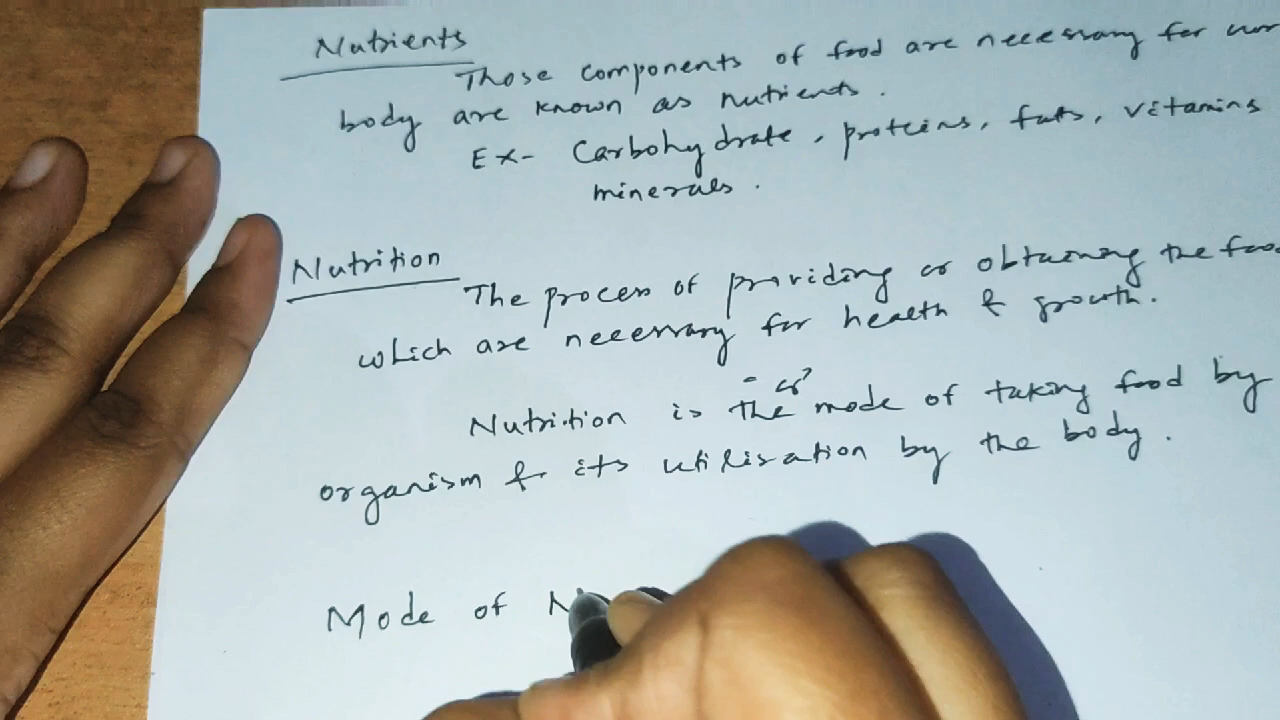 Nutrients
Those components of food are necessary for our
body are known as nutrients.
Ex- Carbohydrate, proteins, fats, vitamins
minerals.
Nutrition
The process of providing or obtaining the foo
which are necessary for health & growth.
- or
Nutrition is the mode of taking food by
organism & its utilisation by the body.
Mode of N